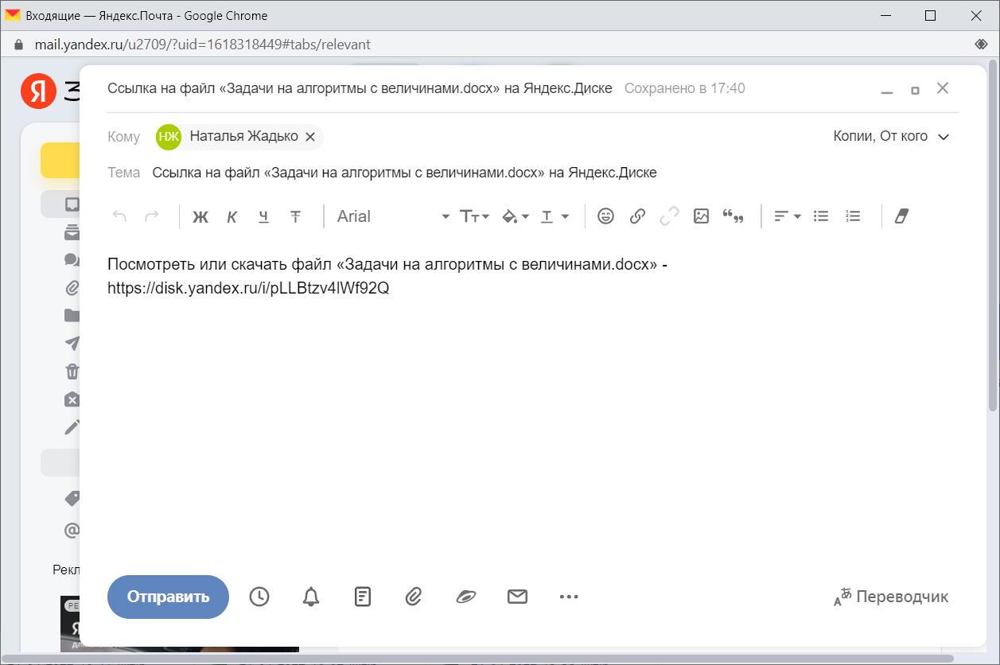 Входящие — Яндекс.Почта - Google Chrome
mail.yandex.ru/u2709/?uid=1618318449#tabs/relevant
Я
Ссылка на файл «Задачи на алгоритмы с величинами.docx» на Яндекс.Диске Сохранено в 17:40
Кому НЖ Наталья Жадько Копии, От кого
Тема Ссылка на файл «Задачи на алгоритмы с величинами.docx» на Яндекс.Диске
Ж К Ч Т Arial Тт Т
Посмотреть или скачать файл «Задачи на алгоритмы с величинами.docx» -
https://disk.yandex.ru/i/pLLBtzv4lWf92Q
Отправить Переводчик